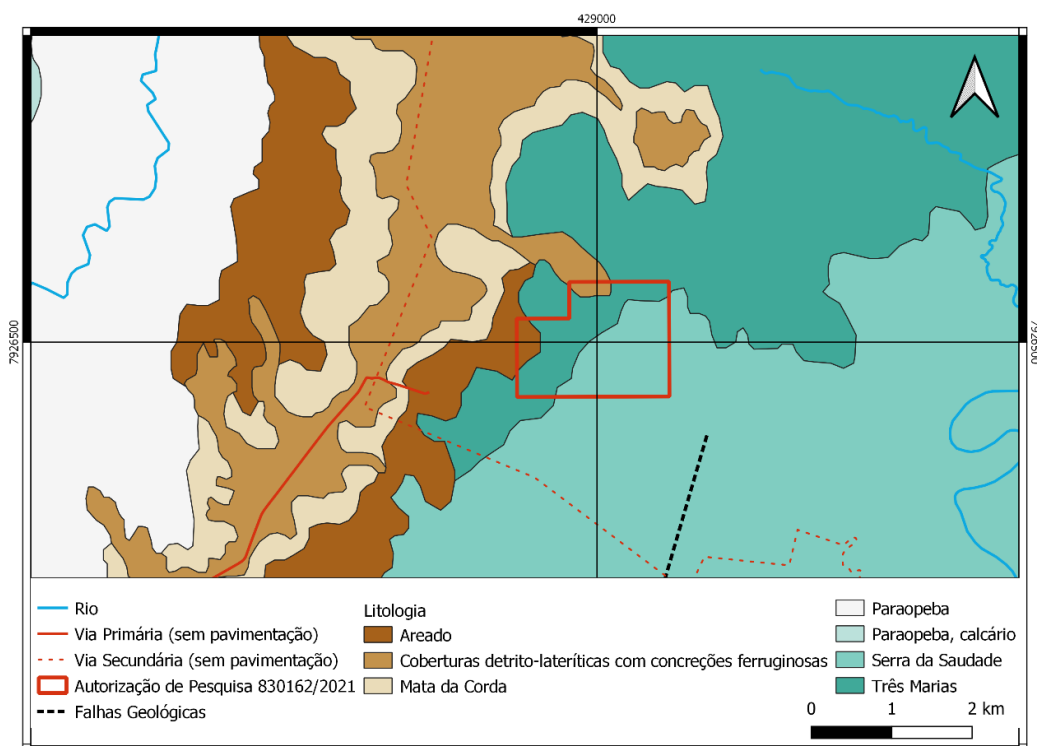 429000
7926500
7926500
Rio
Via Primária (sem pavimentação)
Via Secundária (sem pavimentação)
Autorização de Pesquisa 830162/2021
Falhas Geológicas
Litologia
Areado
Coberturas detrito-lateríticas com concreções ferruginosas
Mata da Corda
Paraopeba
Paraopeba, calcário
Serra da Saudade
Três Marias
0 1 2 km